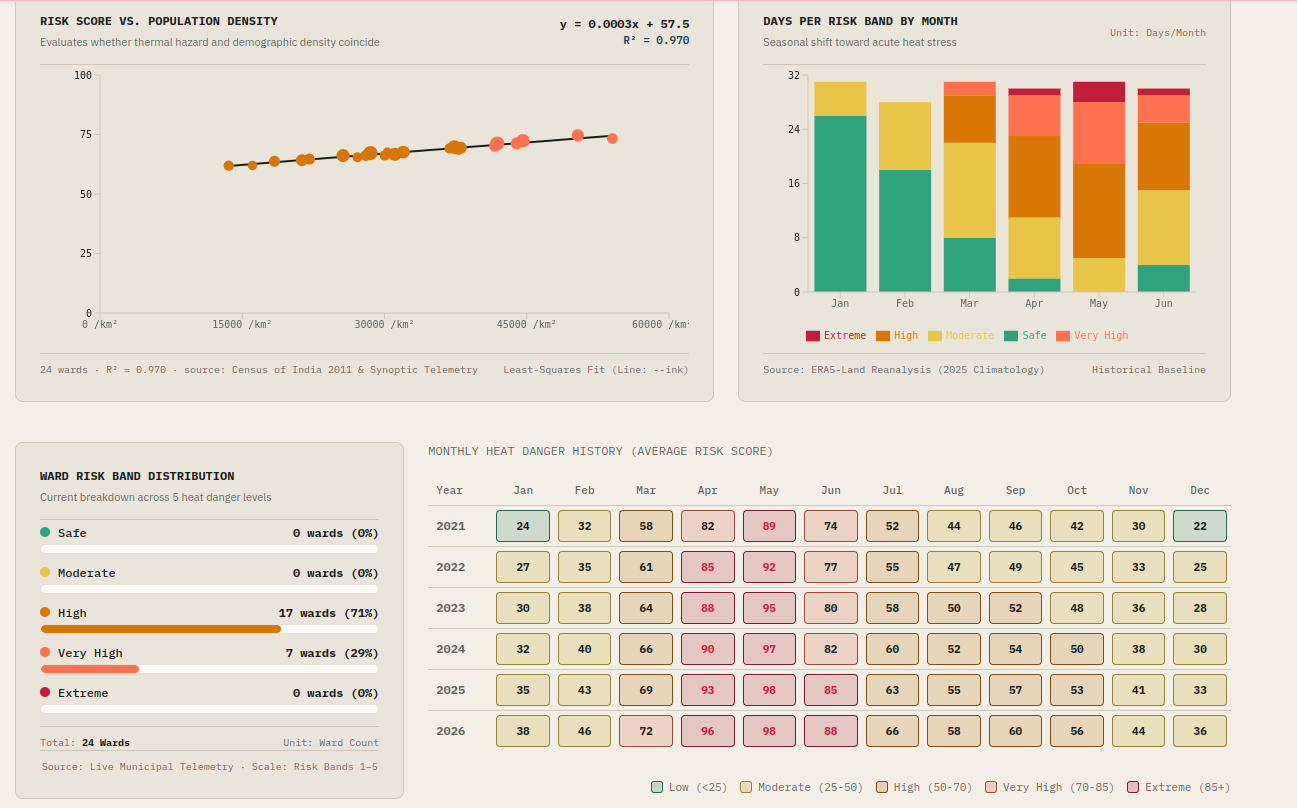 RISK SCORE VS. POPULATION DENSITY
Evaluates whether thermal hazard and demographic density coincide
y = 0.0003x + 57.5
R² = 0.970
100
75
50
25
0
0 /km² 15000 /km² 30000 /km² 45000 /km² 60000 /km²
24 wards · R² = 0.970 · source: Census of India 2011 & Synoptic Telemetry Least-Squares Fit (Line: --ink)
DAYS PER RISK BAND BY MONTH
Seasonal shift toward acute heat stress
Unit: Days/Month
32
24
16
8
0
Jan Feb Mar Apr May Jun
Extreme High Moderate Safe Very High
Source: ERA5-Land Reanalysis (2025 Climatology) Historical Baseline
WARD RISK BAND DISTRIBUTION
Current breakdown across 5 heat danger levels
Safe 0 wards (0%)
Moderate 0 wards (0%)
High 17 wards (71%)
Very High 7 wards (29%)
Extreme 0 wards (0%)
Total: 24 Wards Unit: Ward Count
Source: Live Municipal Telemetry · Scale: Risk Bands 1–5
MONTHLY HEAT DANGER HISTORY (AVERAGE RISK SCORE)
Year Jan Feb Mar Apr May Jun Jul Aug Sep Oct Nov Dec
2021 24 32 58 82 89 74 52 44 46 42 30 22
2022 27 35 61 85 92 77 55 47 49 45 33 25
2023 30 38 64 88 95 80 58 50 52 48 36 28
2024 32 40 66 90 97 82 60 52 54 50 38 30
2025 35 43 69 93 98 85 63 55 57 53 41 33
2026 38 46 72 96 98 88 66 58 60 56 44 36
Low (<25) Moderate (25-50) High (50-70) Very High (70-85) Extreme (85+)